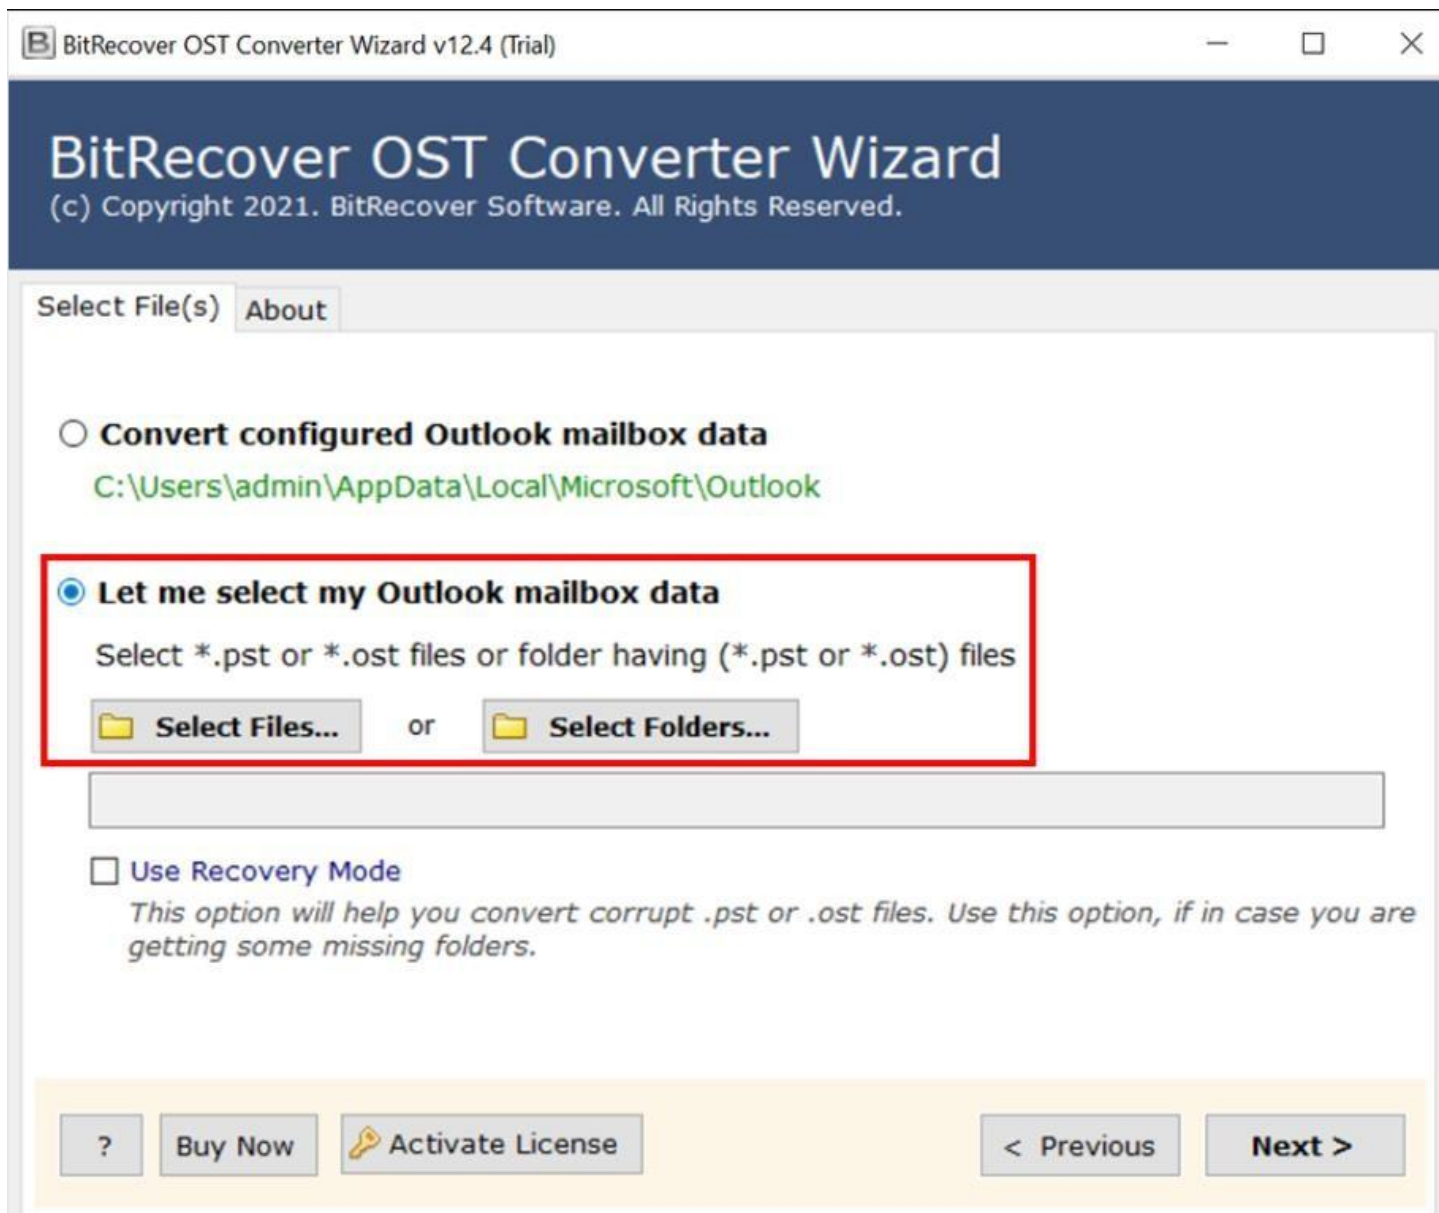 BitRecover OST Converter Wizard v12.4 (Trial)
BitRecover OST Converter Wizard
(c) Copyright 2021. BitRecover Software. All Rights Reserved.
Select File(s) About
Convert configured Outlook mailbox data
C:\Users\admin\AppData\Local\Microsoft\Outlook
Let me select my Outlook mailbox data
Select *.pst or *.ost files or folder having (*.pst or *.ost) files
Select Files... or Select Folders...
Use Recovery Mode
This option will help you convert corrupt .pst or .ost files. Use this option, if in case you are
getting some missing folders.
? Buy Now Activate License < Previous Next >